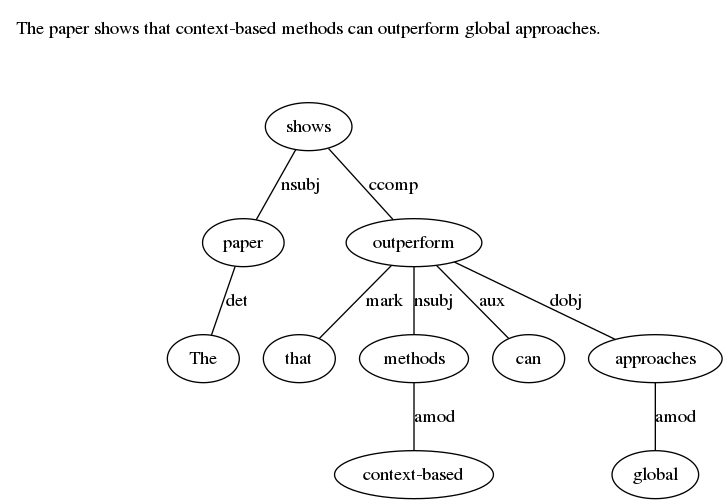 The paper shows that context-based methods can outperform global approaches.
shows
nsubj ccomp
paper outperform
det mark nsubj aux dobj
The that methods can approaches
amod amod
context-based global